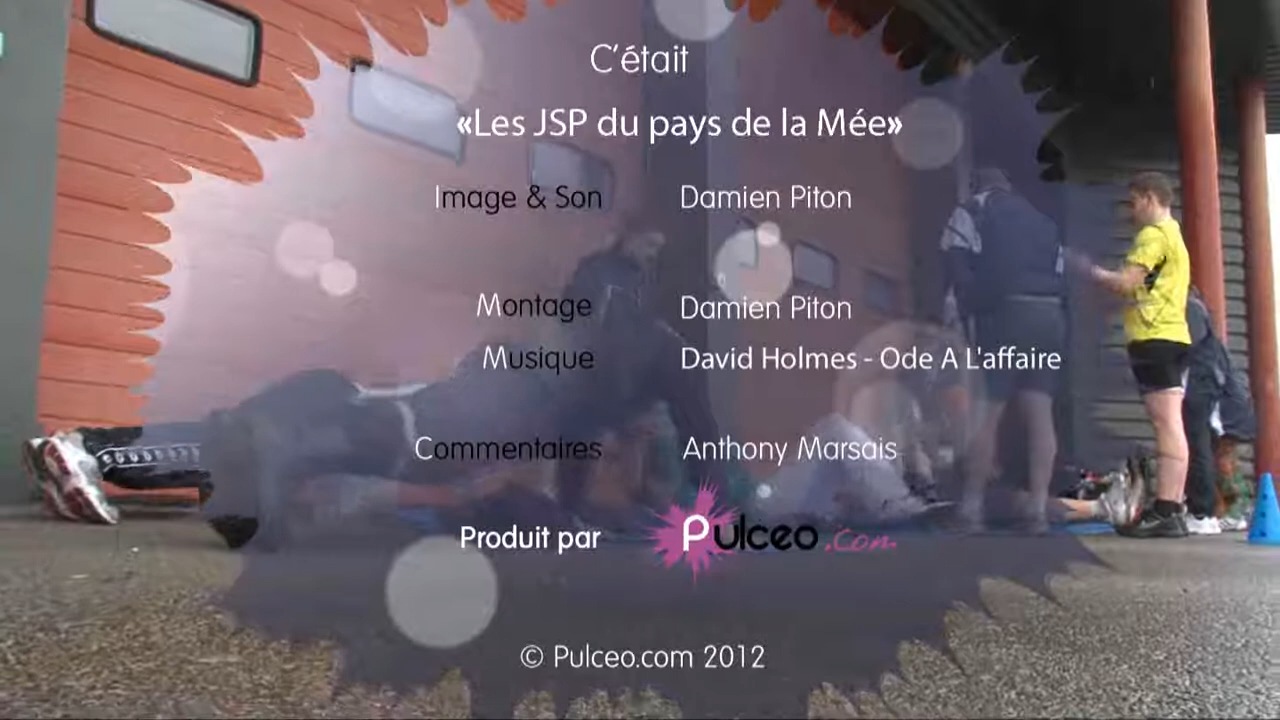 C'était
«Les JSP du pays de la Mée»
Image & Son Damien Piton
Montage Damien Piton
Musique David Holmes - Ode A L'affaire
Commentaires Anthony Marsais
Produit par Pulceo.com
© Pulceo.com 2012